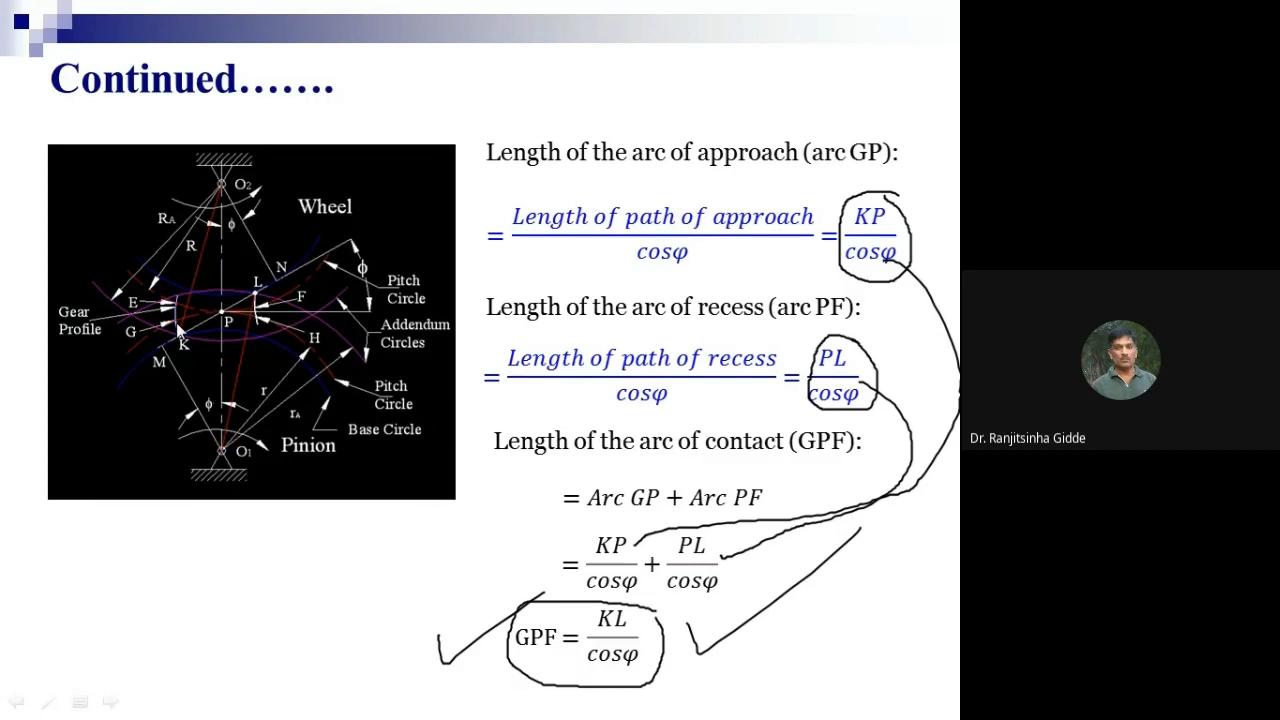 Continued…….
Length of the arc of approach (arc GP):
= Length of path of approach / cosφ = KP / cosφ
Length of the arc of recess (arc PF):
= Length of path of recess / cosφ = PL / cosφ
Length of the arc of contact (GPF):
= Arc GP + Arc PF
= KP / cosφ + PL / cosφ
GPF = KL / cosφ
O2
RA
ϕ
Wheel
R
N
ϕ
L
Pitch
Circle
E
F
Gear
Profile
G
P
Addendum
Circles
K
H
M
Pitch
Circle
r
ϕ
rA
Base Circle
O1
Pinion
Dr. Ranjitsinha Gidde